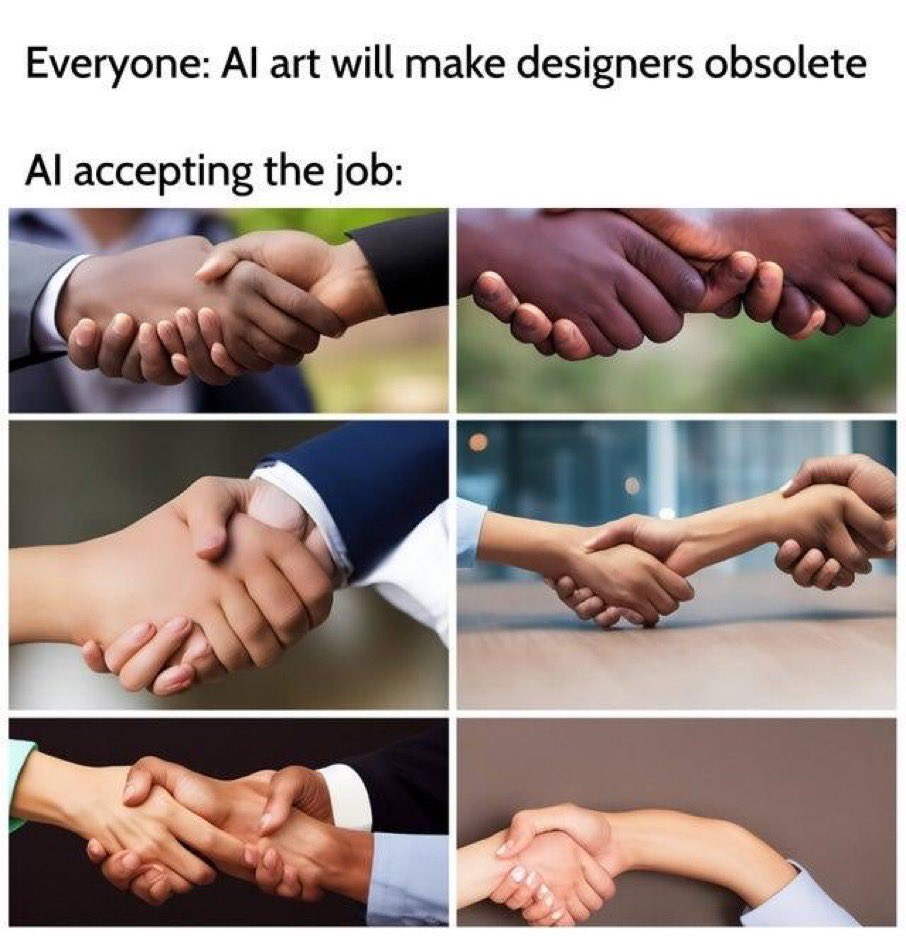 Everyone: AI art will make designers obsolete
AI accepting the job: